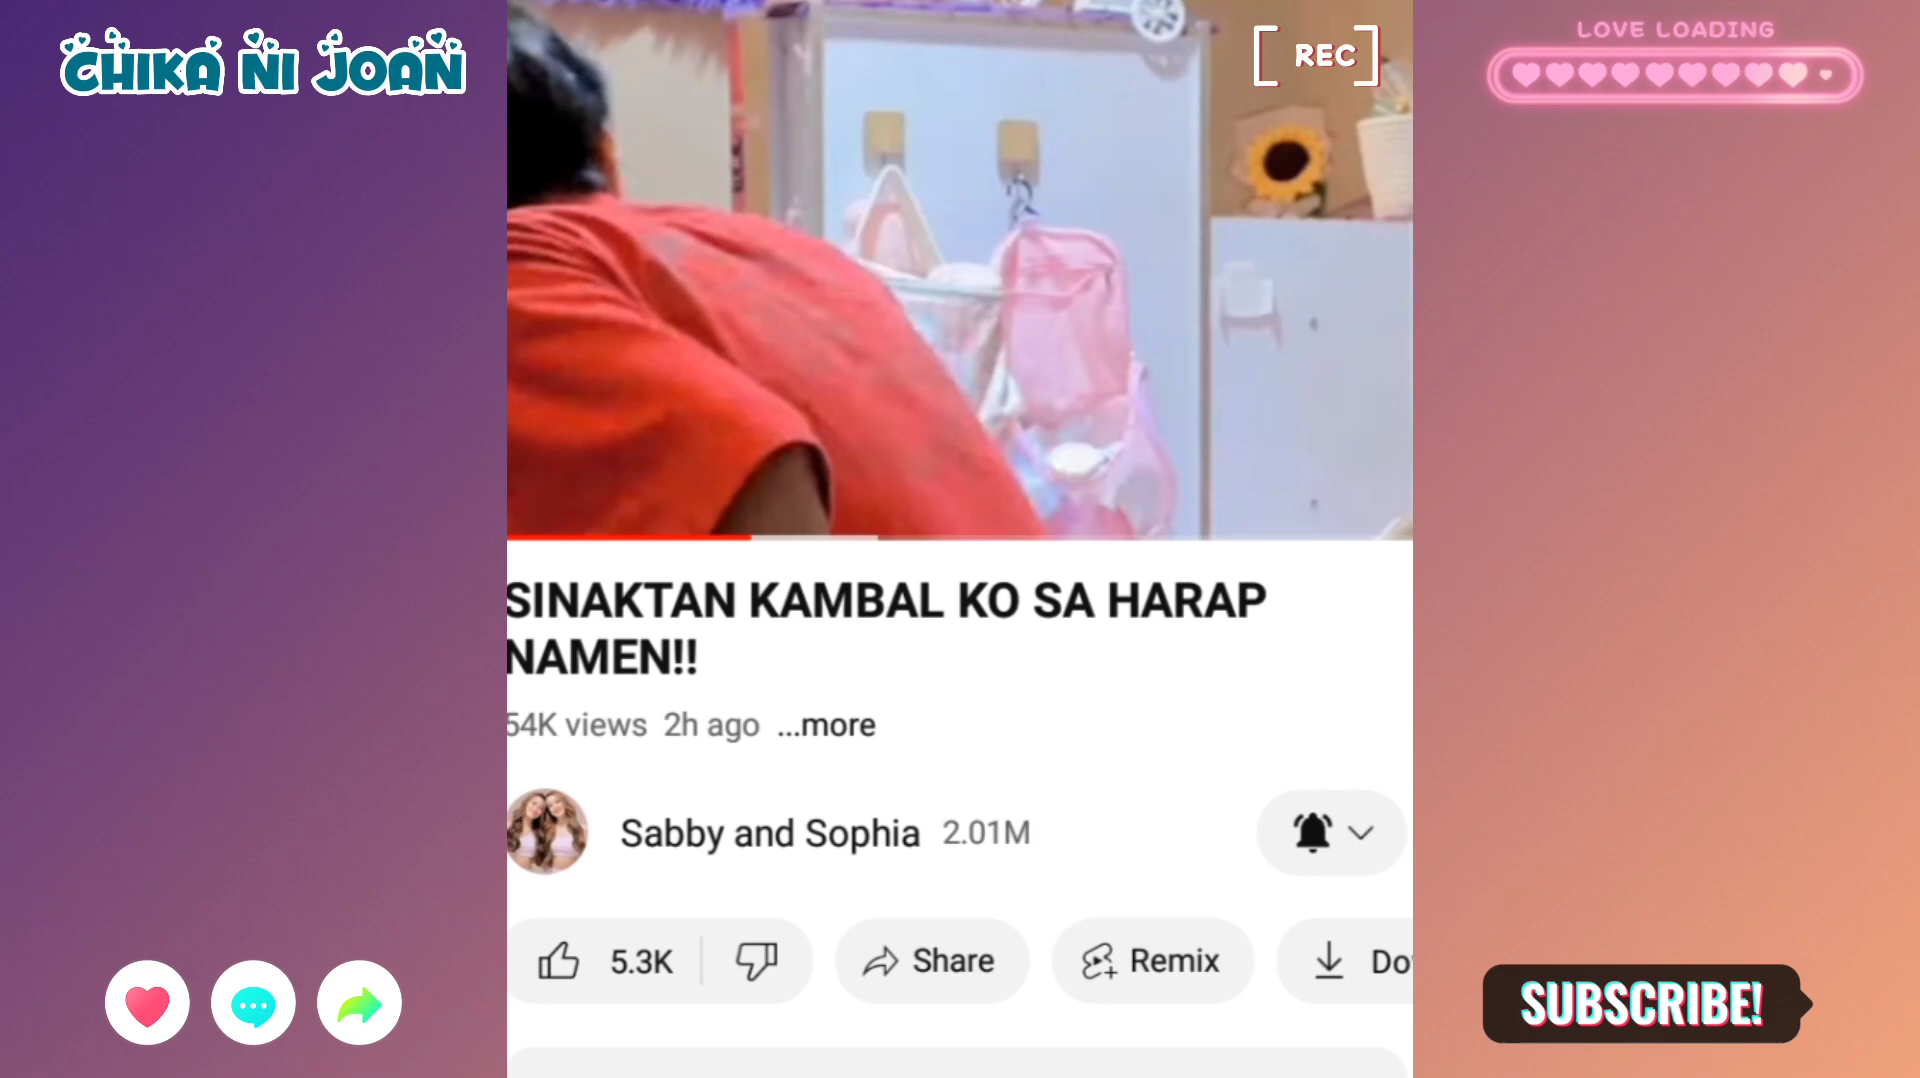 CHIKA NI JOAN
REC
LOVE LOADING
SINAKTAN KAMBAL KO SA HARAP
NAMEN!!
54K views 2h ago ...more
Sabby and Sophia 2.01M
5.3K
Share
Remix
Do
SUBSCRIBE!